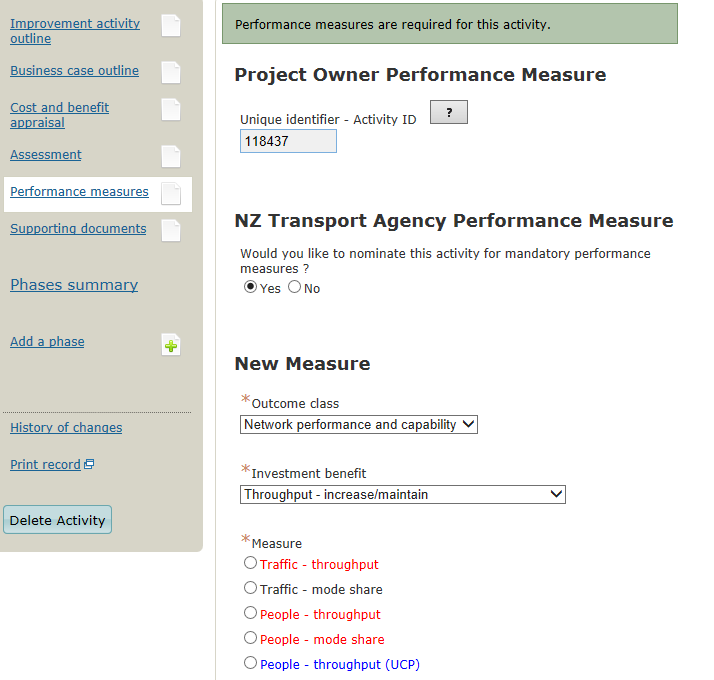 Improvement activity
outline
Business case outline
Cost and benefit
appraisal
Assessment
Performance measures
Supporting documents
Phases summary
Add a phase
History of changes
Print record
Delete Activity
Performance measures are required for this activity.
Project Owner Performance Measure
Unique identifier - Activity ID ?
118437
NZ Transport Agency Performance Measure
Would you like to nominate this activity for mandatory performance
measures ?
Yes No
New Measure
*Outcome class
Network performance and capability
*Investment benefit
Throughput - increase/maintain
*Measure
Traffic - throughput
Traffic - mode share
People - throughput
People - mode share
People - throughput (UCP)